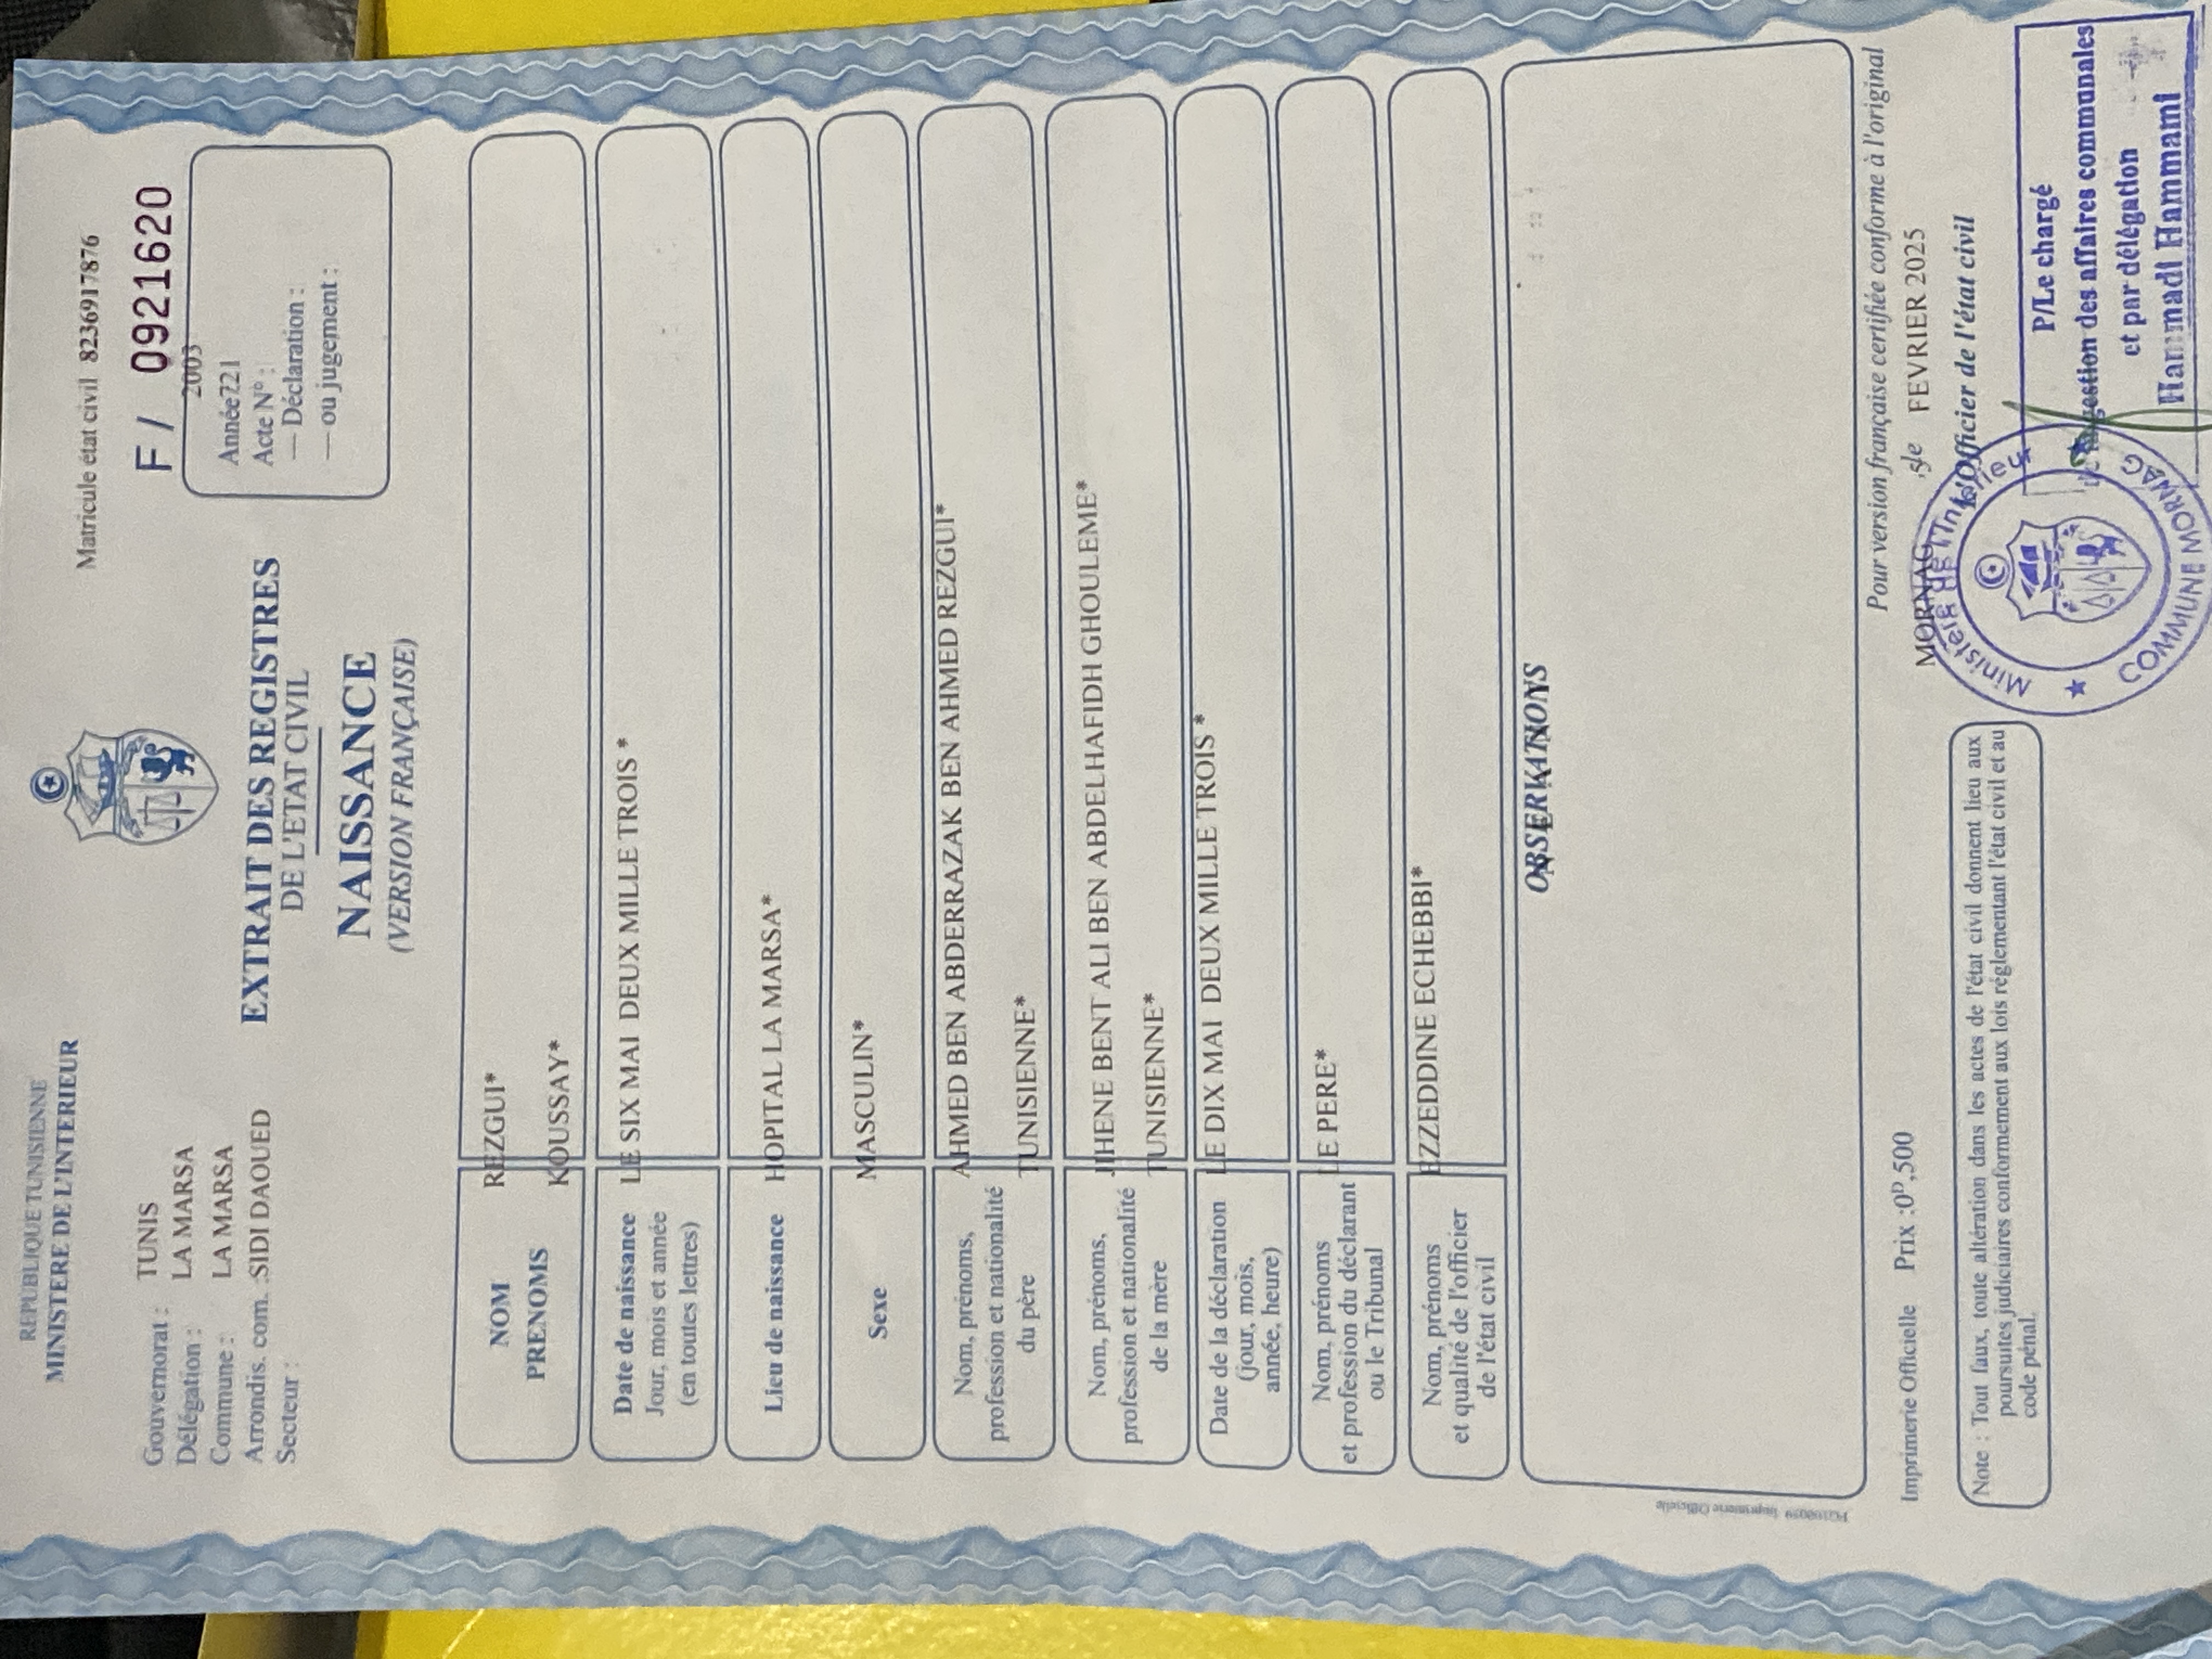 REPUBLIQUE TUNISIENNE
MINISTERE DE L'INTERIEUR
Matricule état civil 8236917876
F / 0921620
Gouvernorat : TUNIS
Délégation : LA MARSA
Commune : LA MARSA
Arrondis. com. :SIDI DAOUED
Secteur :
2003
Année721
Acte N° :
— Déclaration :
— ou jugement :
EXTRAIT DES REGISTRES
DE L'ETAT CIVIL
NAISSANCE
(VERSION FRANÇAISE)
NOM REZGUI*
PRENOMS KOUSSAY*
Date de naissance LE SIX MAI DEUX MILLE TROIS *
Jour, mois et année
(en toutes lettres)
Lieu de naissance HOPITAL LA MARSA*
Sexe MASCULIN*
Nom, prénoms, AHMED BEN ABDERRAZAK BEN AHMED REZGUI*
profession et nationalité
du père TUNISIENNE*
Nom, prénoms, JIHENE BENT ALI BEN ABDELHAFIDH GHOULEME*
profession et nationalité
de la mère TUNISIENNE*
Date de la déclaration LE DIX MAI DEUX MILLE TROIS *
(jour, mois,
année, heure)
Nom, prénoms LE PERE*
et profession du déclarant
ou le Tribunal
Nom, prénoms EZZEDDINE ECHEBBI*
et qualité de l'officier
de l'état civil
OBSERVATIONS
FG108039 Imprimerie Officielle
Pour version française certifiée conforme à l'original
Imprimerie Officielle Prix :0D,500
MORNAG ,5le FEVRIER 2025
L'Officier de l'état civil
Note : Tout faux, toute altération dans les actes de l'état civil donnent lieu aux
poursuites judiciaires conformement aux lois réglementant l'état civil et au
code pénal.
Ministère de l'Intérieur
COMMUNE MORNAG
P/Le chargé
gestion des affaires communales
et par délégation
Hammadi Hammami